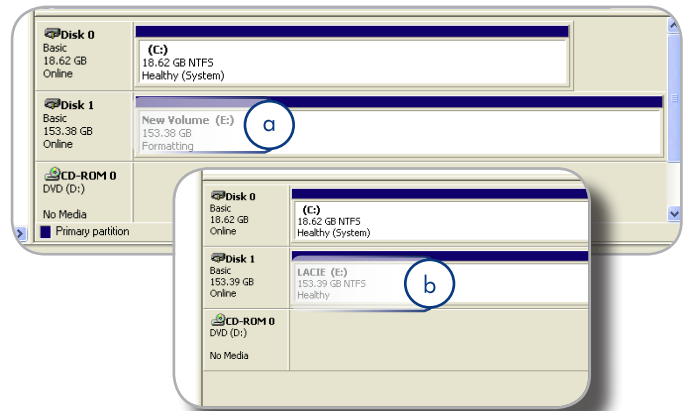 Disk 0
Basic
18.62 GB
Online
(C:)
18.62 GB NTFS
Healthy (System)
Disk 1
Basic
153.38 GB
Online
New Volume (E:)
153.38 GB
Formatting
a
CD-ROM 0
DVD (D:)
No Media
Primary partition
Disk 0
Basic
18.62 GB
Online
(C:)
18.62 GB NTFS
Healthy (System)
Disk 1
Basic
153.39 GB
Online
LACIE (E:)
153.39 GB NTFS
Healthy
b
CD-ROM 0
DVD (D:)
No Media